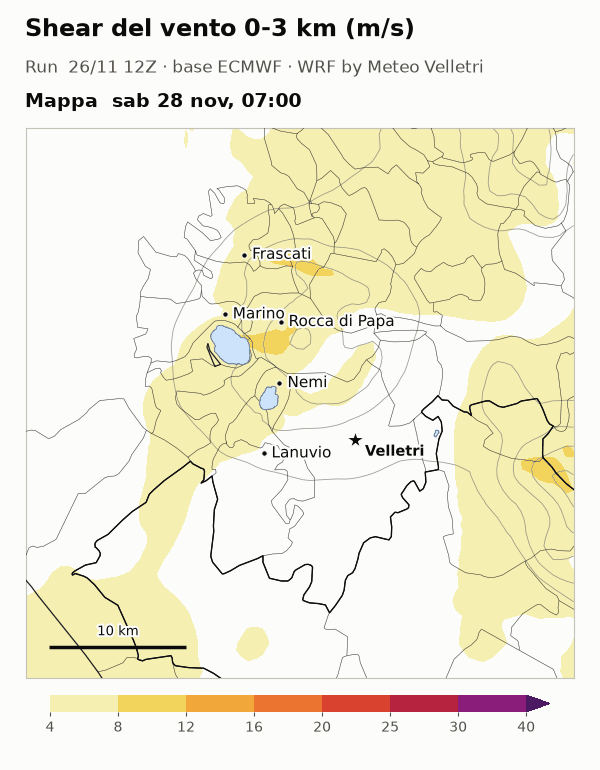 Shear del vento 0-3 km (m/s)
Run  26/11 12Z · base ECMWF · WRF by Meteo Velletri
Mappa  sab 28 nov, 07:00
Frascati
Marino
Rocca di Papa
Nemi
Velletri
Lanuvio
10 km
4 8 12 16 20 25 30 40